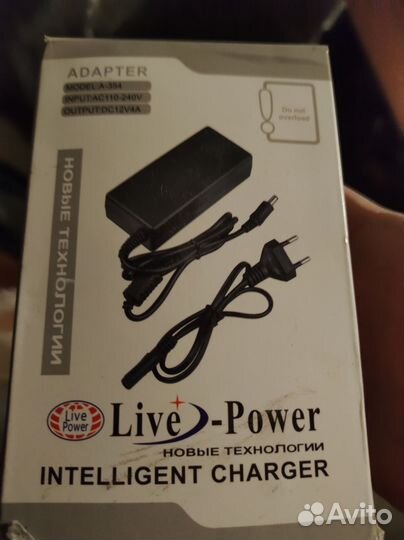 ADAPTER
MODEL:A-354
INPUT:AC110-240V
OUTPUT:DC12V4A
Do not
overload
НОВЫЕ ТЕХНОЛОГИИ
Live
Power
Live-Power
НОВЫЕ ТЕХНОЛОГИИ
INTELLIGENT CHARGER
Avito